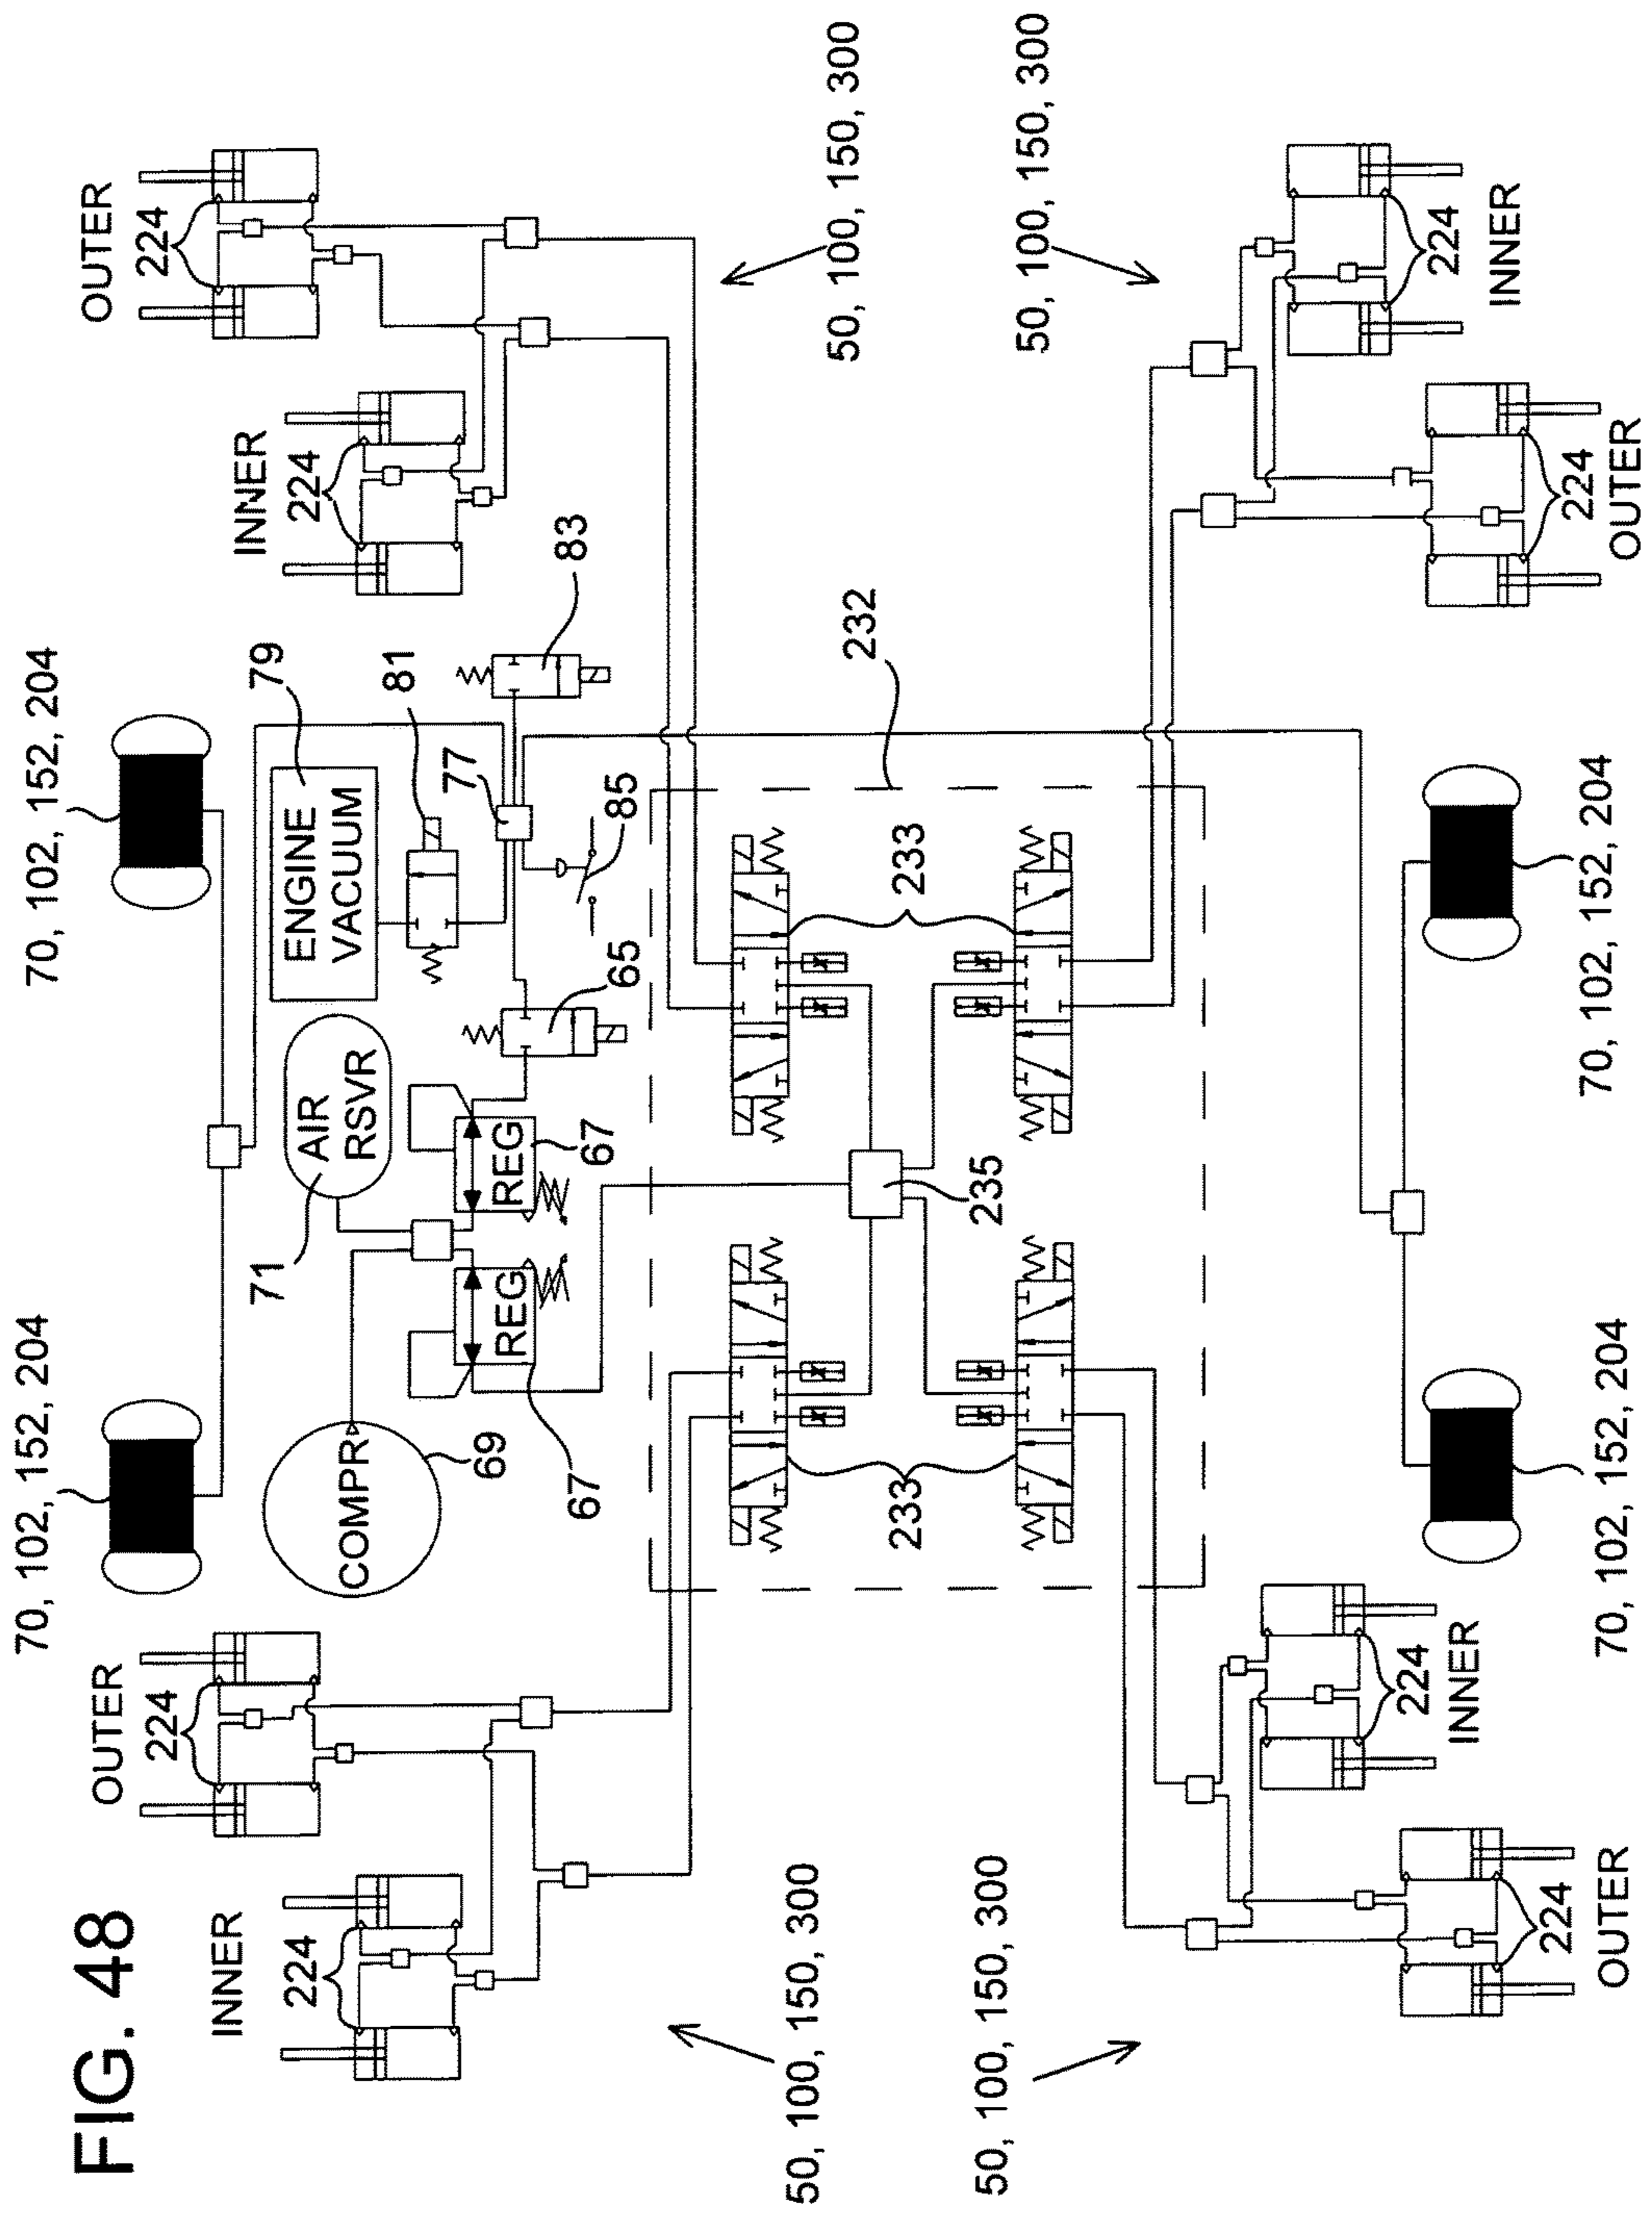 FIG. 48
INNER
224
OUTER
224
50, 100, 150, 300
70, 102, 152, 204
COMPR
69
71
AIR
RSVR
REG
67
REG
67
65
ENGINE
VACUUM
79
81
77
85
83
70, 102, 152, 204
INNER
224
OUTER
224
50, 100, 150, 300
232
233
233
235
50, 100, 150, 300
OUTER
224
INNER
224
70, 102, 152, 204
70, 102, 152, 204
50, 100, 150, 300
OUTER
224
INNER
224